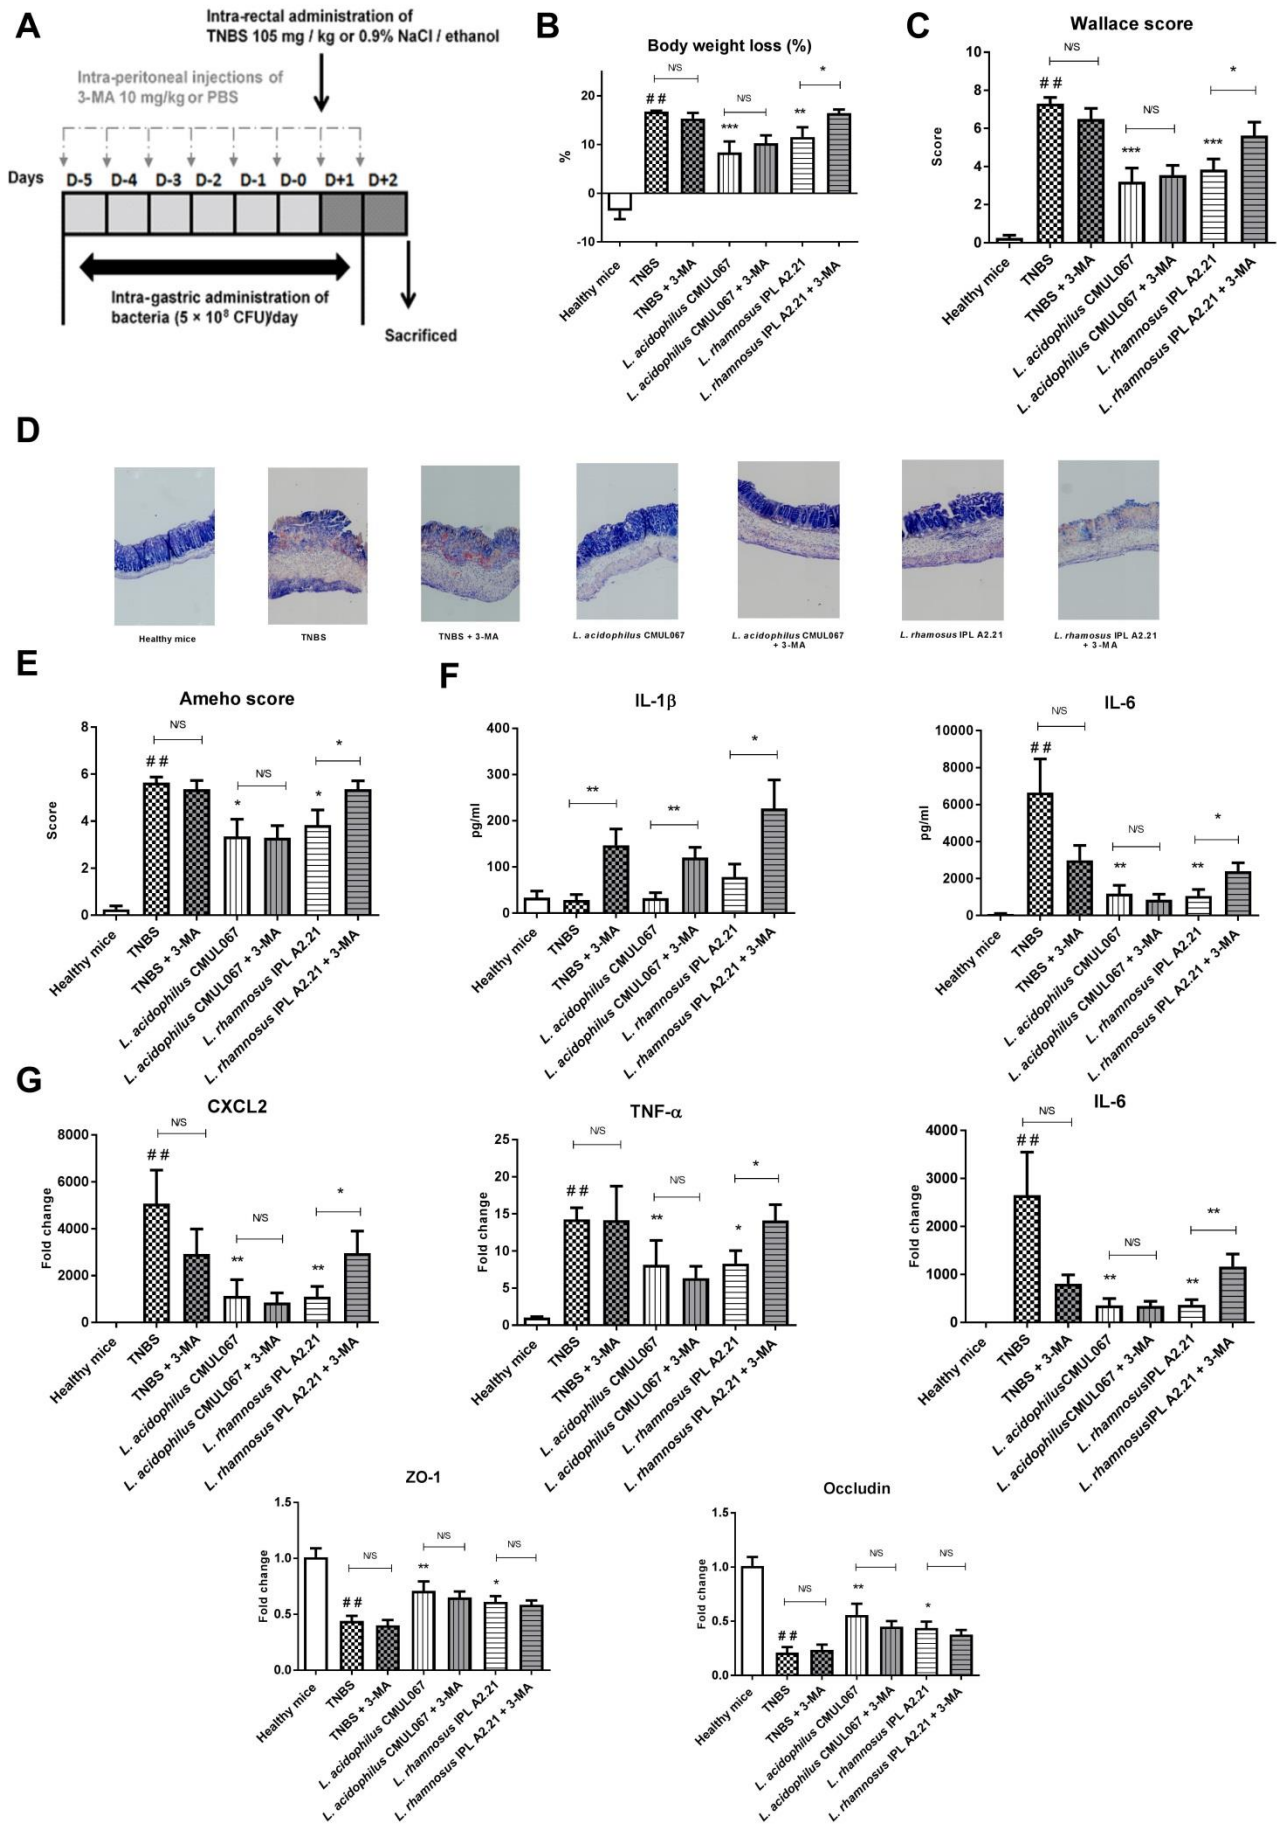 A
Intra-rectal administration of
TNBS 105 mg / kg or 0.9% NaCl / ethanol
Intra-peritoneal injections of
3-MA 10 mg/kg or PBS
Days
D-5
D-4
D-3
D-2
D-1
D-0
D+1
D+2
Intra-gastric administration of
bacteria (5 × 10⁸ CFU)/day
Sacrificed
B
Body weight loss (%)
%
20
10
0
-10
##
N/S
***
N/S
**
*
Healthy mice
TNBS
TNBS + 3-MA
L. acidophilus CMUL067
L. acidophilus CMUL067 + 3-MA
L. rhamnosus IPL A2.21
L. rhamnosus IPL A2.21 + 3-MA
C
Wallace score
Score
10
8
6
4
2
0
##
N/S
***
N/S
***
*
Healthy mice
TNBS
TNBS + 3-MA
L. acidophilus CMUL067
L. acidophilus CMUL067 + 3-MA
L. rhamnosus IPL A2.21
L. rhamnosus IPL A2.21 + 3-MA
D
Healthy mice
TNBS
TNBS + 3-MA
L. acidophilus CMUL067
L. acidophilus CMUL067
+ 3-MA
L. rhamosus IPL A2.21
L. rhamosus IPL A2.21
+ 3-MA
E
Ameho score
Score
8
6
4
2
0
##
N/S
*
N/S
*
*
Healthy mice
TNBS
TNBS + 3-MA
L. acidophilus CMUL067
L. acidophilus CMUL067 + 3-MA
L. rhamnosus IPL A2.21
L. rhamnosus IPL A2.21 + 3-MA
F
IL-1β
pg/ml
400
300
200
100
0
**
**
*
Healthy mice
TNBS
TNBS + 3-MA
L. acidophilus CMUL067
L. acidophilus CMUL067 + 3-MA
L. rhamnosus IPL A2.21
L. rhamnosus IPL A2.21 + 3-MA
IL-6
pg/ml
10000
8000
6000
4000
2000
0
##
N/S
**
N/S
**
*
Healthy mice
TNBS
TNBS + 3-MA
L. acidophilus CMUL067
L. acidophilus CMUL067 + 3-MA
L. rhamnosus IPL A2.21
L. rhamnosus IPL A2.21 + 3-MA
G
CXCL2
Fold change
8000
6000
4000
2000
0
##
N/S
**
N/S
**
*
Healthy mice
TNBS
TNBS + 3-MA
L. acidophilus CMUL067
L. acidophilus CMUL067 + 3-MA
L. rhamnosus IPL A2.21
L. rhamnosus IPL A2.21 + 3-MA
TNF-α
Fold change
25
20
15
10
5
0
##
N/S
**
N/S
*
*
Healthy mice
TNBS
TNBS + 3-MA
L. acidophilus CMUL067
L. acidophilus CMUL067 + 3-MA
L. rhamnosus IPL A2.21
L. rhamnosus IPL A2.21 + 3-MA
IL-6
Fold change
4000
3000
2000
1000
0
##
N/S
**
N/S
**
**
Healthy mice
TNBS
TNBS + 3-MA
L. acidophilusCMUL067
L. acidophilusCMUL067 + 3-MA
L. rhamnosusIPL A2.21
L. rhamnosusIPL A2.21 + 3-MA
ZO-1
Fold change
1.5
1.0
0.5
0.0
##
N/S
**
N/S
*
N/S
Healthy mice
TNBS
TNBS + 3-MA
L. acidophilus CMUL067
L. acidophilus CMUL067 + 3-MA
L. rhamnosus IPL A2.21
L. rhamnosus IPL A2.21 + 3-MA
Occludin
Fold change
1.5
1.0
0.5
0.0
##
N/S
**
N/S
*
N/S
Healthy mice
TNBS
TNBS + 3-MA
L. acidophilus CMUL067
L. acidophilus CMUL067 + 3-MA
L. rhamnosus IPL A2.21
L. rhamnosus IPL A2.21 + 3-MA